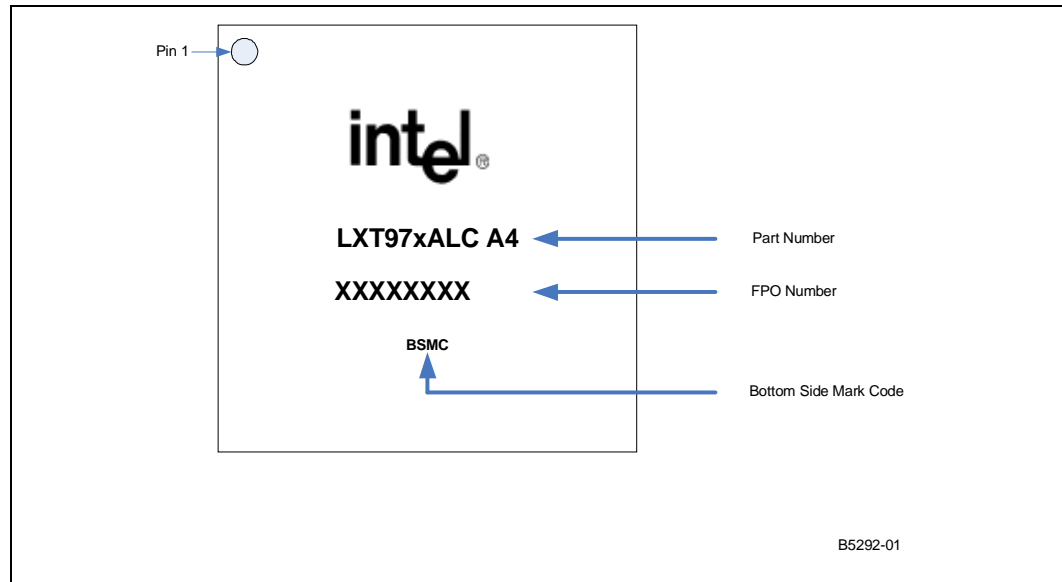 Pin 1
intel®
LXT97xALC A4
Part Number
XXXXXXXX
FPO Number
BSMC
Bottom Side Mark Code
B5292-01